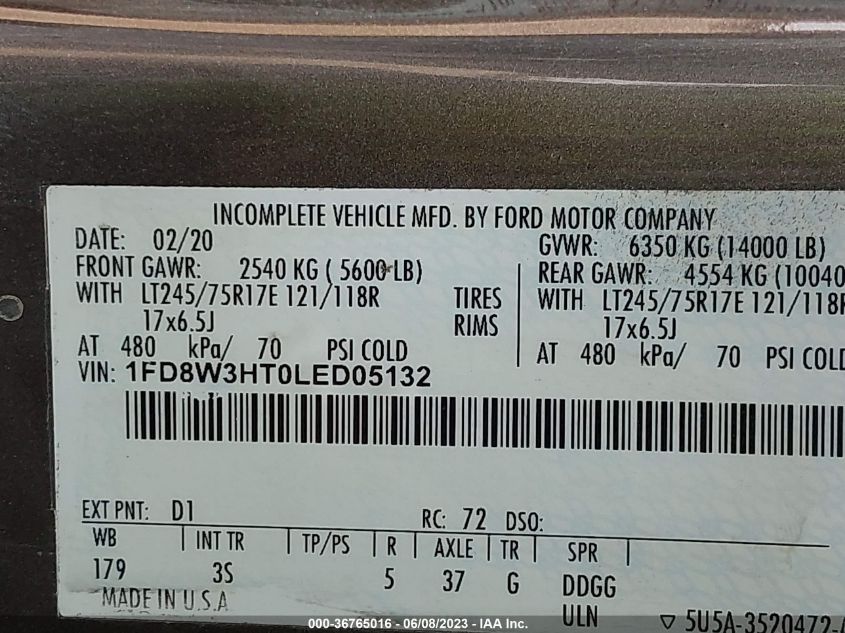 INCOMPLETE VEHICLE MFD. BY FORD MOTOR COMPANY
DATE: 02/20 GVWR: 6350 KG (14000 LB)
FRONT GAWR: 2540 KG ( 5600 LB) REAR GAWR: 4554 KG (10040
WITH LT245/75R17E 121/118R TIRES WITH LT245/75R17E 121/118R
17x6.5J RIMS 17x6.5J
AT 480 kPa/ 70 PSI COLD AT 480 kPa/ 70 PSI COLD
VIN: 1FD8W3HT0LED05132
EXT PNT: D1 RC: 72 DSO:
WB INT TR TP/PS R AXLE TR SPR
179 3S 5 37 G DDGG
MADE IN U.S.A ULN ▽ 5U5A-3520472-
000-36765016 - 06/08/2023 - IAA Inc.